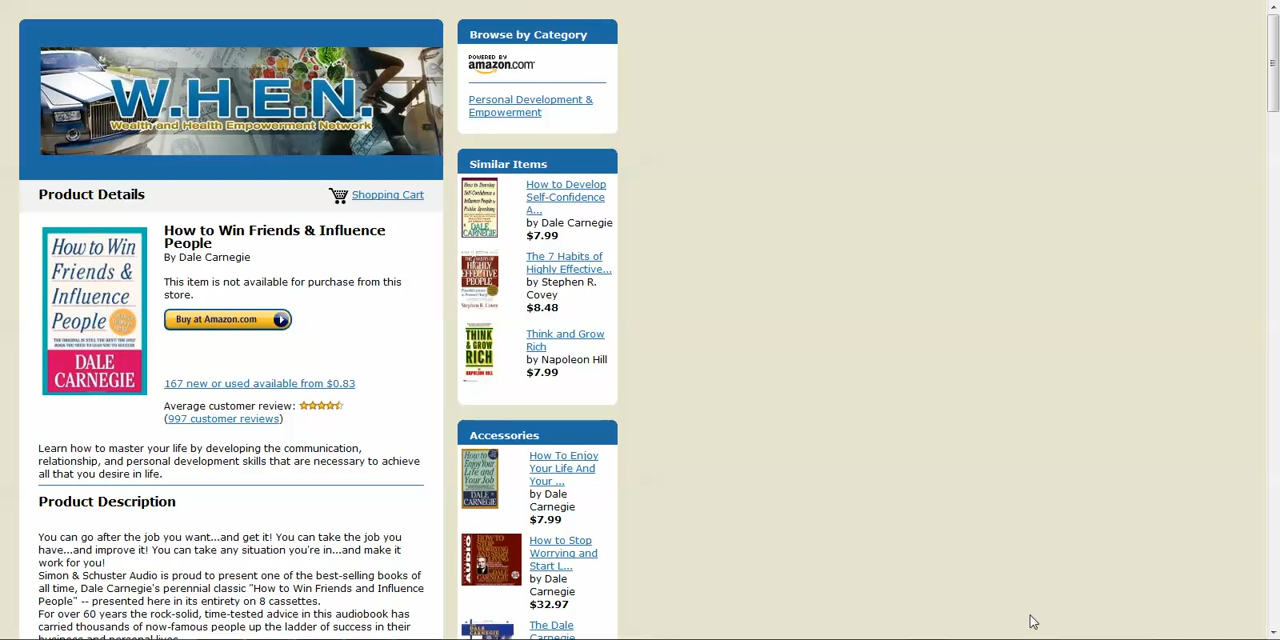 W.H.E.N.
Wealth and Health Empowerment Network
Product Details
Shopping Cart
How to Win
Friends &
Influence
People
DALE
CARNEGIE
How to Win Friends & Influence
People
By Dale Carnegie
This item is not available for purchase from this
store.
Buy at Amazon.com
167 new or used available from $0.83
Average customer review:
(997 customer reviews)
Learn how to master your life by developing the communication,
relationship, and personal development skills that are necessary to achieve
all that you desire in life.
Product Description
You can go after the job you want...and get it! You can take the job you
have...and improve it! You can take any situation you're in...and make it
work for you!
Simon & Schuster Audio is proud to present one of the best-selling books of
all time, Dale Carnegie's perennial classic "How to Win Friends and Influence
People" -- presented here in its entirety on 8 cassettes.
For over 60 years the rock-solid, time-tested advice in this audiobook has
carried thousands of now-famous people up the ladder of success in their
business and personal lives.
Browse by Category
POWERED BY
amazon.com
Personal Development &
Empowerment
Similar Items
How to Develop
Self-Confidence
A...
by Dale Carnegie
$7.99
The 7 Habits of
Highly Effective...
by Stephen R.
Covey
$8.48
THINK
& GROW
RICH
Think and Grow
Rich
by Napoleon Hill
$7.99
Accessories
How To Enjoy
Your Life And
Your ...
by Dale
Carnegie
$7.99
How to Stop
Worrying and
Start L...
by Dale
Carnegie
$32.97
The Dale
Carnegie